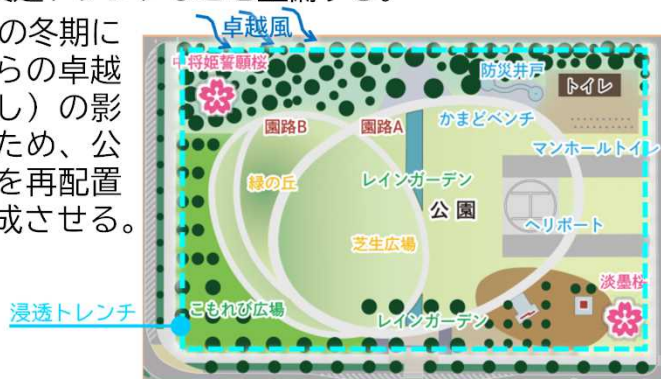 の冬期に
らの卓越
し）の影
ため、公
を再配置
成させる。
卓越風
中将姫誓願桜
防災井戸
トイレ
園路B
園路A
かまどベンチ
マンホールトイレ
緑の丘
レインガーデン
公園
ヘリポート
芝生広場
淡墨桜
浸透トレンチ
こもれび広場
レインガーデン